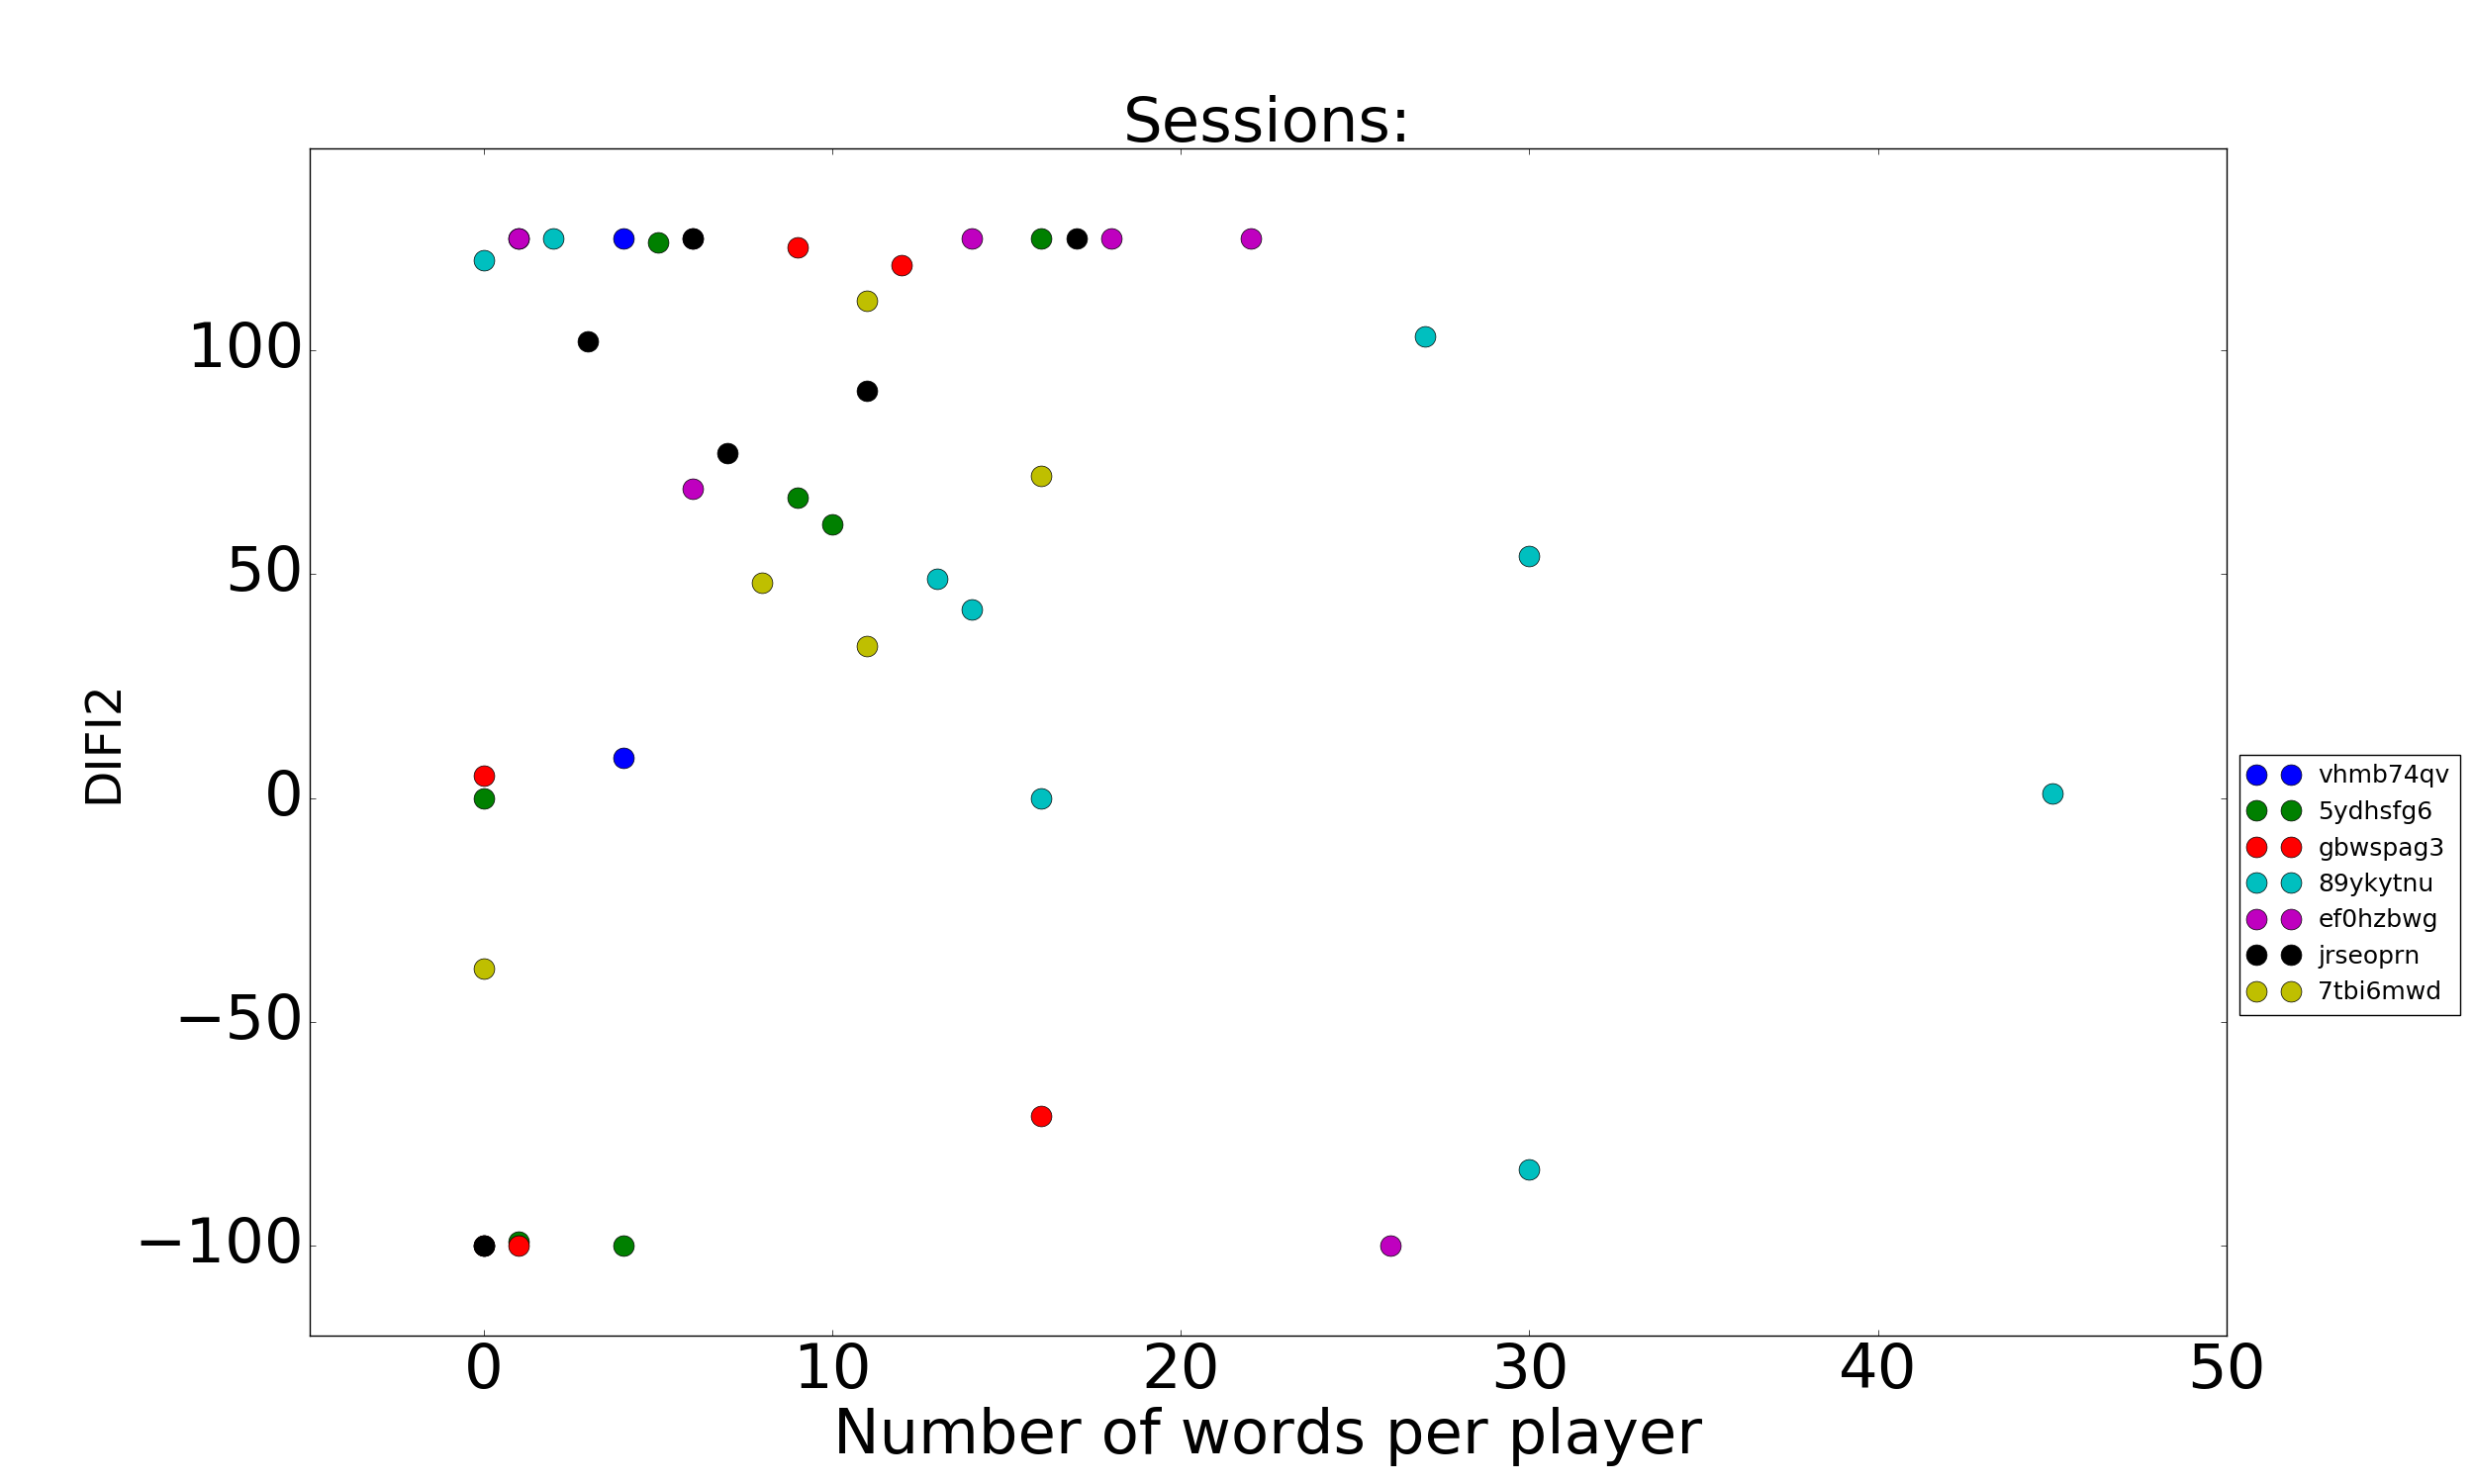 Sessions:
100
50
0
−50
−100
DIFI2
0 10 20 30 40 50
Number of words per player
vhmb74qv
5ydhsfg6
gbwspag3
89ykytnu
ef0hzbwg
jrseoprn
7tbi6mwd